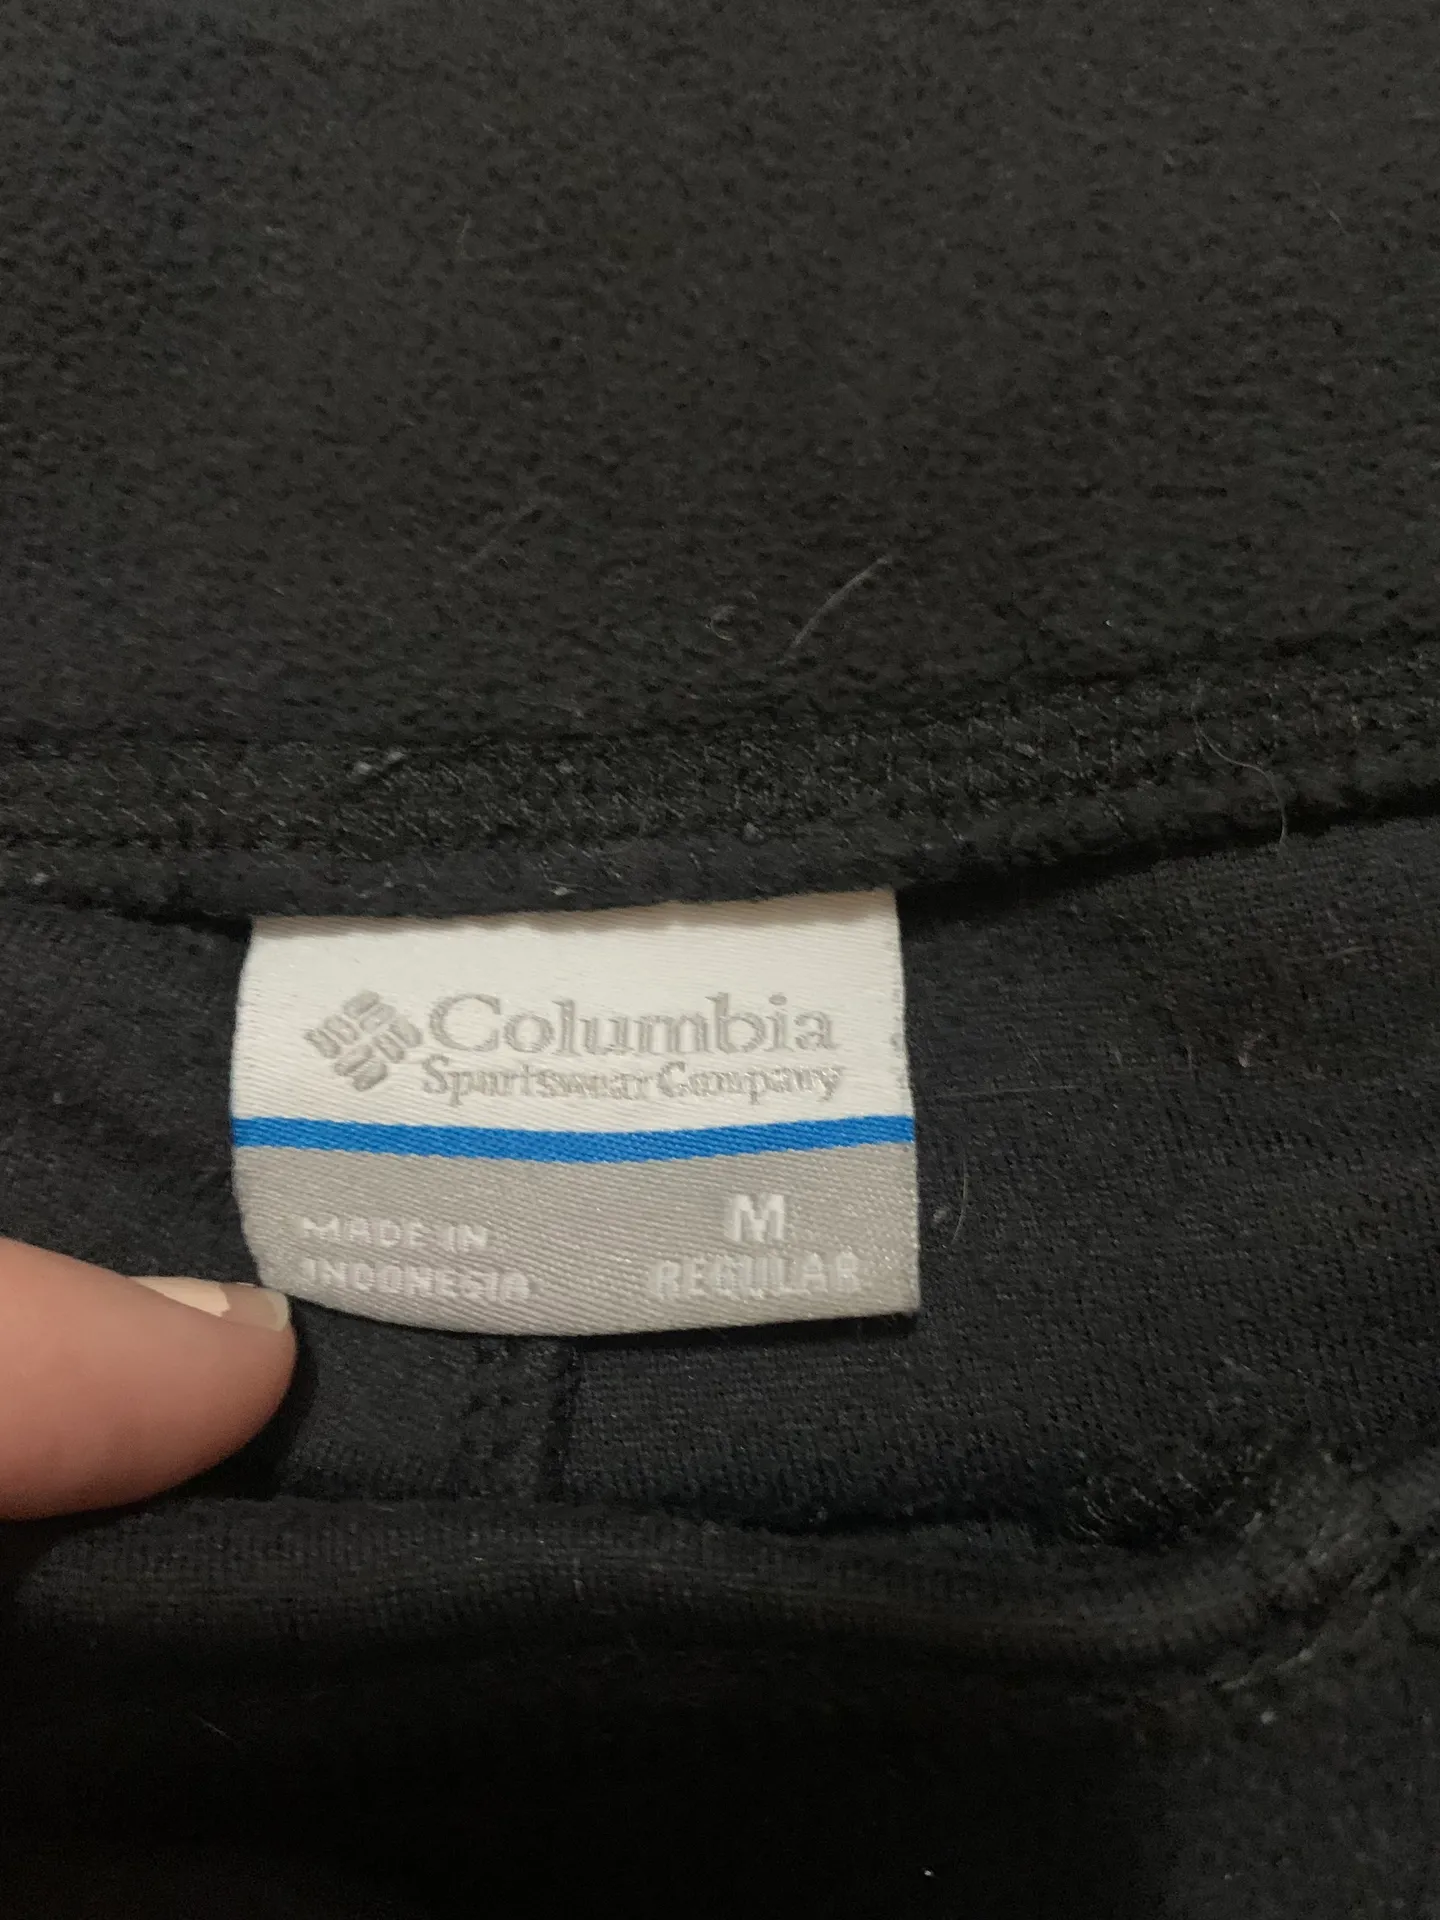 Columbia
Sportswear Company
M
MADE IN
INDONESIA
REGULAR